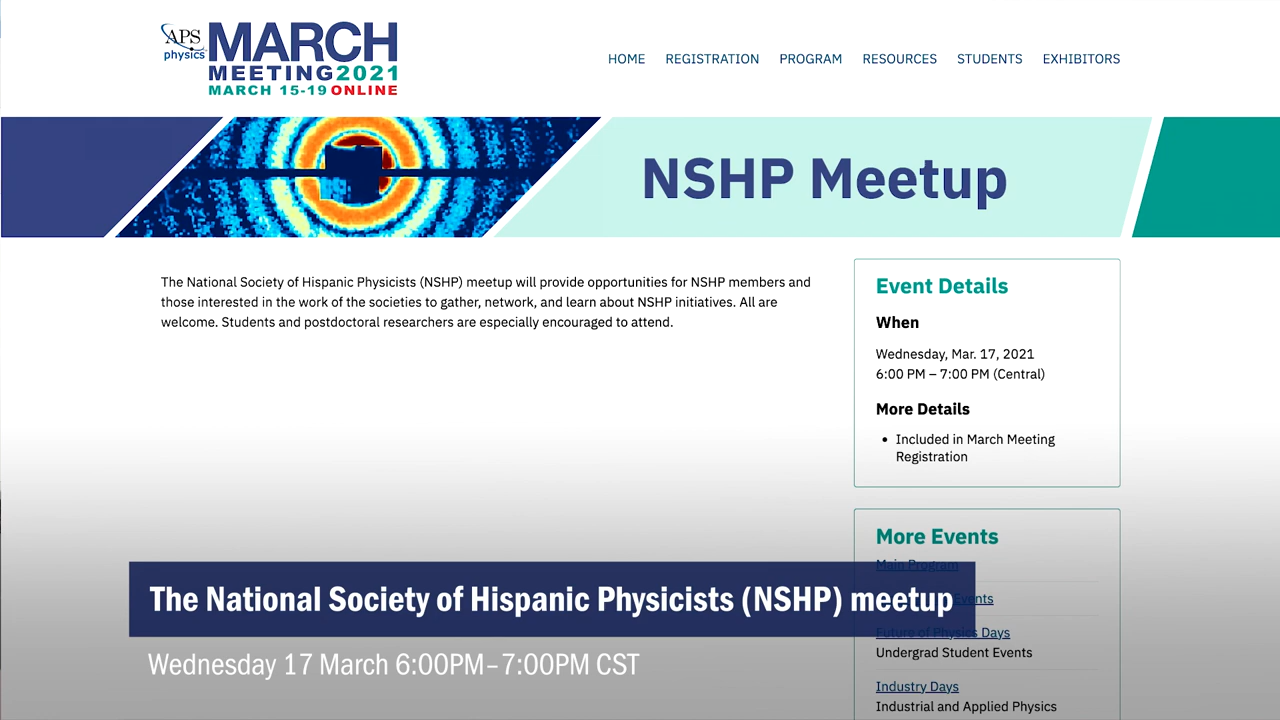 APS
physics
MARCH
MEETING2021
MARCH 15-19 ONLINE
HOME REGISTRATION PROGRAM RESOURCES STUDENTS EXHIBITORS
NSHP Meetup
The National Society of Hispanic Physicists (NSHP) meetup will provide opportunities for NSHP members and
those interested in the work of the societies to gather, network, and learn about NSHP initiatives. All are
welcome. Students and postdoctoral researchers are especially encouraged to attend.
Event Details
When
Wednesday, Mar. 17, 2021
6:00 PM – 7:00 PM (Central)
More Details
• Included in March Meeting
Registration
More Events
Main Program
Events
Future of Physics Days
Undergrad Student Events
Industry Days
Industrial and Applied Physics
The National Society of Hispanic Physicists (NSHP) meetup
Wednesday 17 March 6:00PM–7:00PM CST